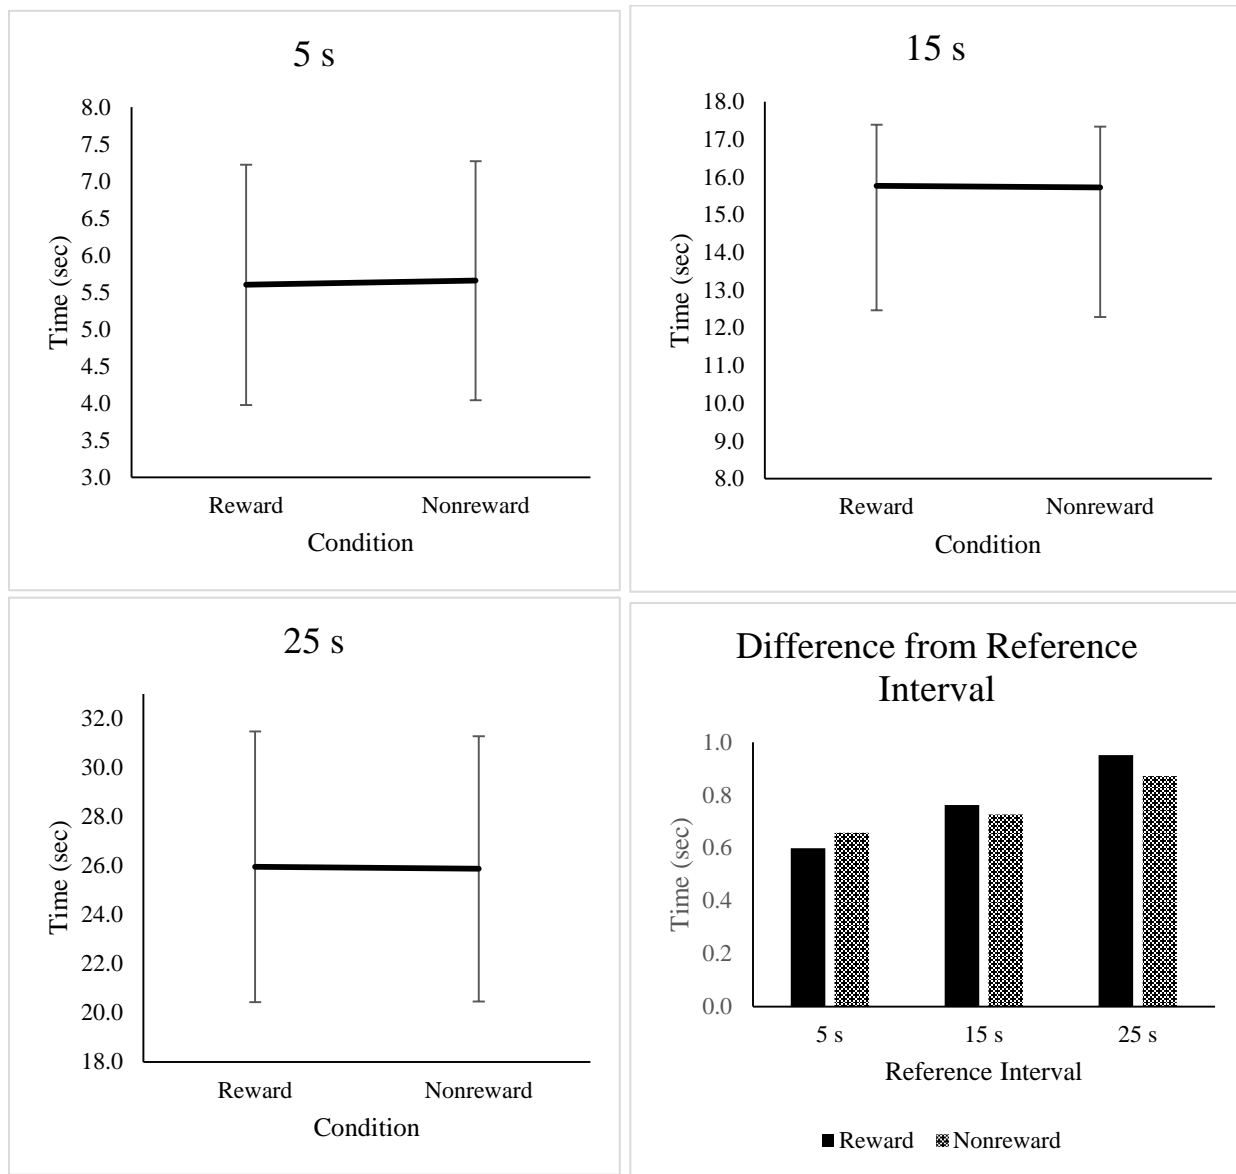 5 s
8.0
7.5
7.0
6.5
6.0
5.5
5.0
4.5
4.0
3.5
3.0
Time (sec)
Reward Nonreward
Condition
15 s
18.0
17.0
16.0
15.0
14.0
13.0
12.0
11.0
10.0
9.0
8.0
Time (sec)
Reward Nonreward
Condition
25 s
32.0
30.0
28.0
26.0
24.0
22.0
20.0
18.0
Time (sec)
Reward Nonreward
Condition
Difference from Reference
Interval
1.0
0.8
0.6
0.4
0.2
0.0
Time (sec)
5 s 15 s 25 s
Reference Interval
Reward Nonreward